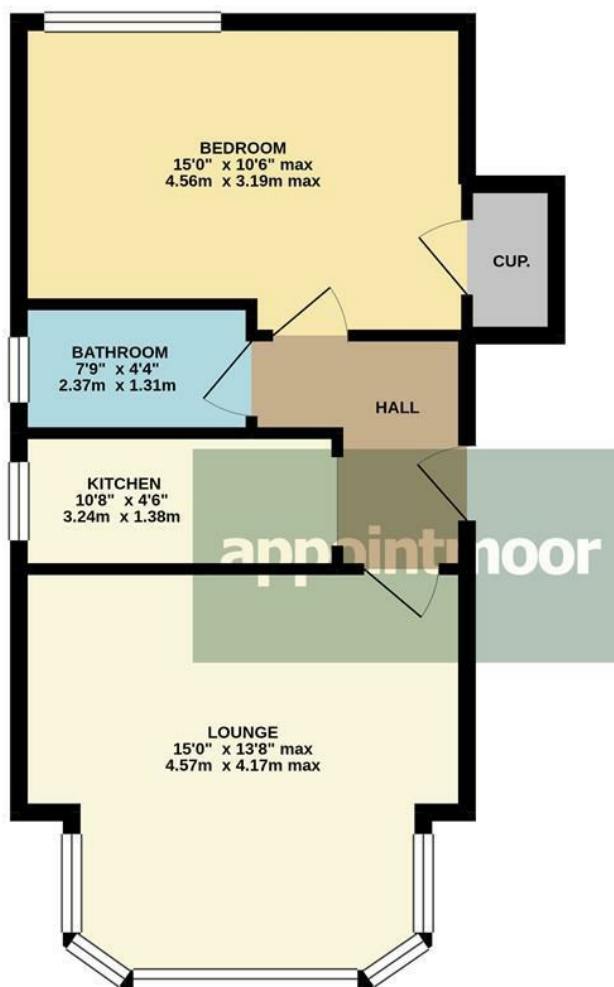 BEDROOM
15'0" x 10'6" max
4.56m x 3.19m max
CUP.
BATHROOM
7'9" x 4'4"
2.37m x 1.31m
HALL
KITCHEN
10'8" x 4'6"
3.24m x 1.38m
appointmoor
LOUNGE
15'0" x 13'8" max
4.57m x 4.17m max